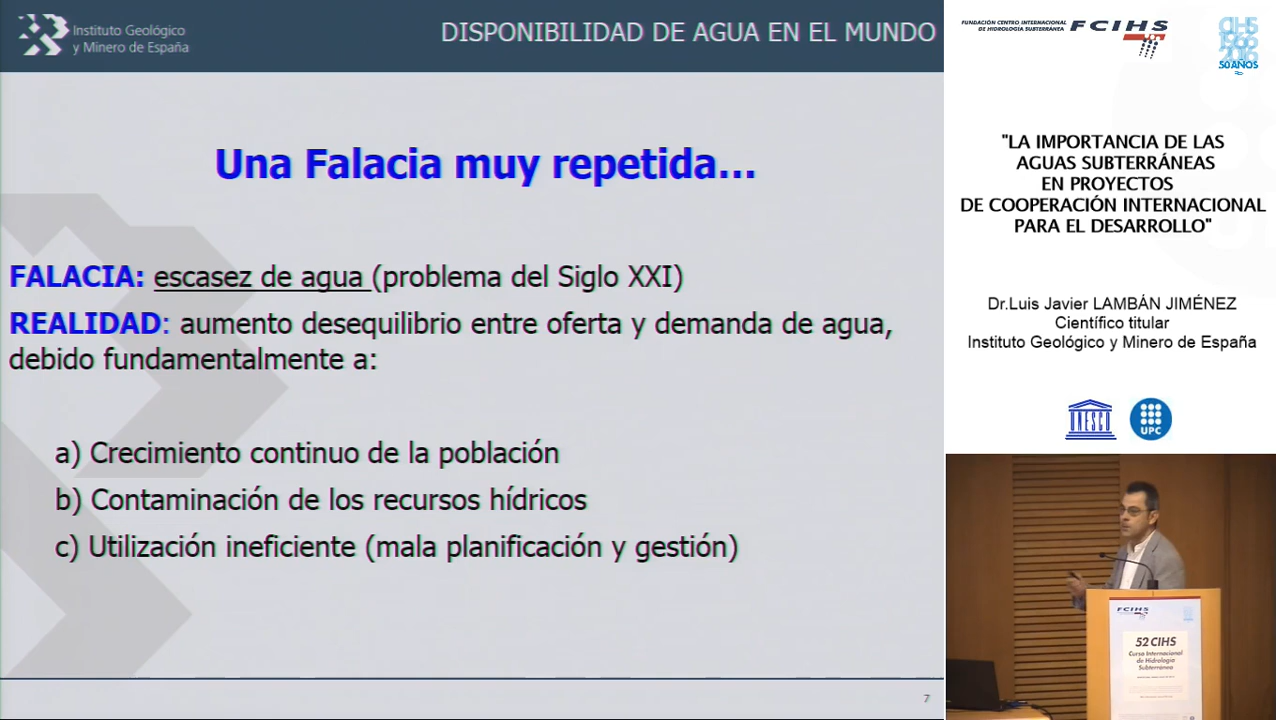 Instituto Geológico
y Minero de España
DISPONIBILIDAD DE AGUA EN EL MUNDO
Una Falacia muy repetida...
FALACIA: escasez de agua (problema del Siglo XXI)
REALIDAD: aumento desequilibrio entre oferta y demanda de agua,
debido fundamentalmente a:
a) Crecimiento continuo de la población
b) Contaminación de los recursos hídricos
c) Utilización ineficiente (mala planificación y gestión)
7
FUNDACIÓN CENTRO INTERNACIONAL
DE HIDROLOGÍA SUBTERRÁNEA
FCIHS
CIHS
1966
2016
50 AÑOS
"LA IMPORTANCIA DE LAS
AGUAS SUBTERRÁNEAS
EN PROYECTOS
DE COOPERACIÓN INTERNACIONAL
PARA EL DESARROLLO"
Dr.Luis Javier LAMBÁN JIMÉNEZ
Científico titular
Instituto Geológico y Minero de España
UNESCO
UPC
FCIHS
52 CIHS
Curso Internacional
de Hidrología
Subterránea